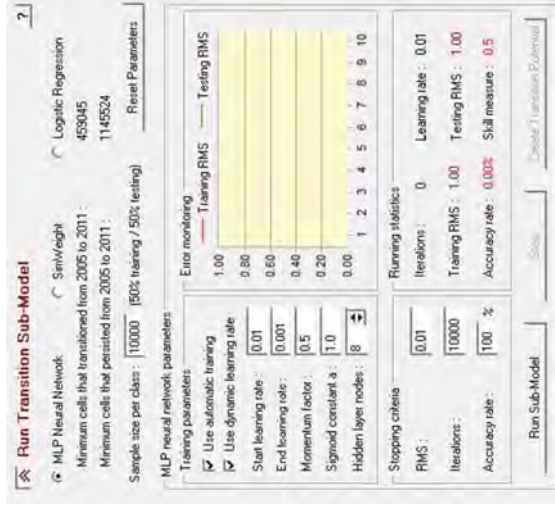 Run Transition Sub-Model
?
MLP Neural Network SimWeight Logistic Regression
Minimum cells that transitioned from 2005 to 2011 : 459045
Minimum cells that persisted from 2005 to 2011 : 1145524
Sample size per class : 10000 (50% training / 50% testing) Reset Parameters
MLP neural network parameters
Training parameters
Use automatic training
Use dynamic learning rate
Start learning rate : 0.01
End learning rate : 0.001
Momentum factor : 0.5
Sigmoid constant a : 1.0
Hidden layer nodes : 8
Error monitoring
Training RMS Testing RMS
1.00
0.80
0.60
0.40
0.20
0.00
1 2 3 4 5 6 7 8 9 10
Stopping criteria
RMS : 0.01
Iterations : 10000
Accuracy rate : 100 %
Running statistics
Iterations : 0 Learning rate : 0.01
Training RMS : 1.00 Testing RMS : 1.00
Accuracy rate : 0.00% Skill measure : 0.5
Run Sub-Model Stop Create Transition Potential